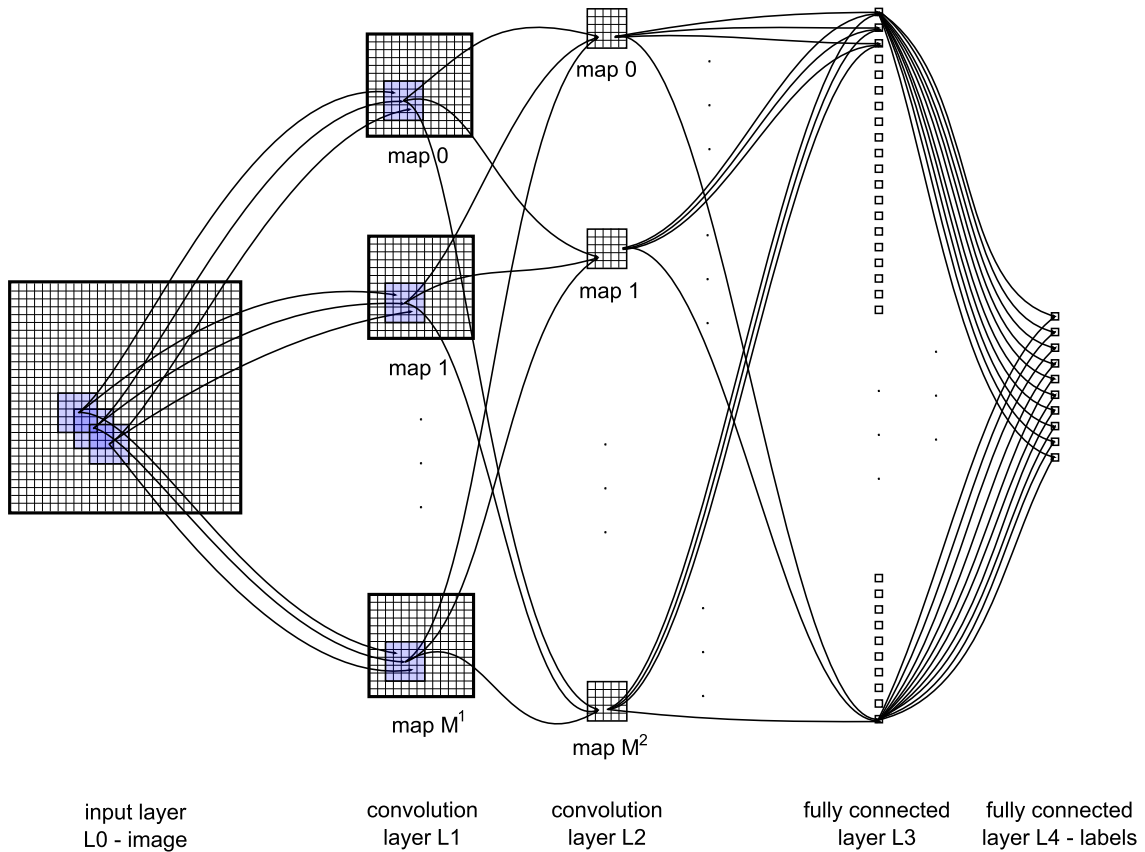 map 0
map 0
map 1
map 1
map M¹
map M²
input layer
L0 - image
convolution
layer L1
convolution
layer L2
fully connected
layer L3
fully connected
layer L4 - labels